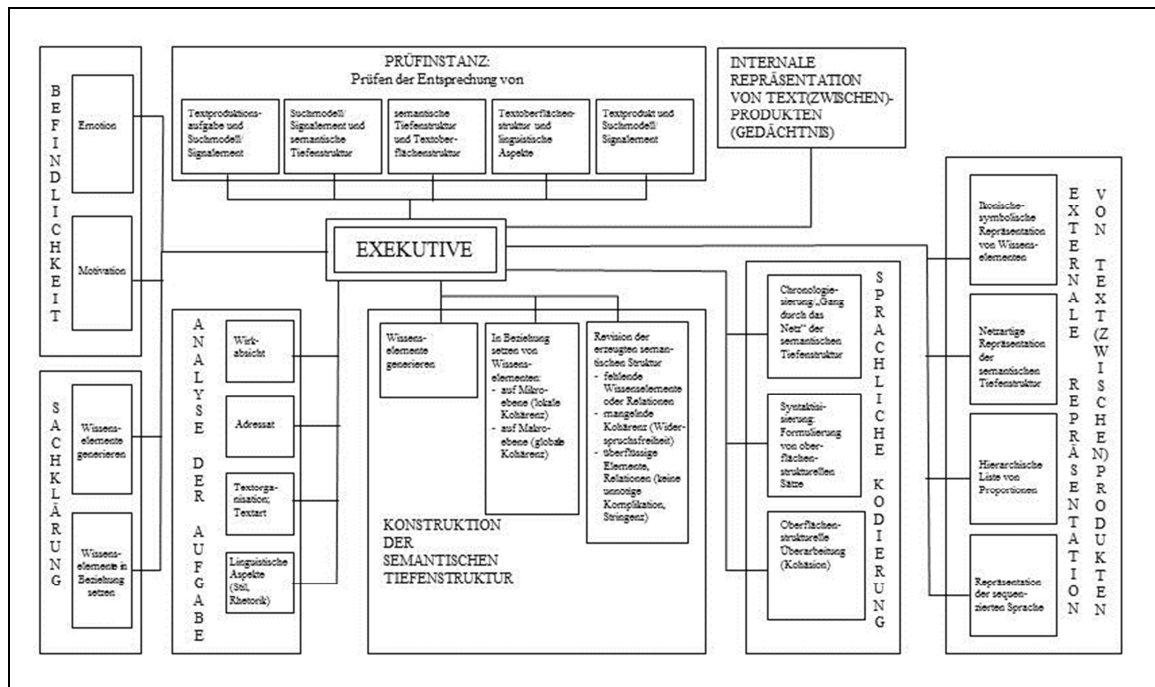 BEFINDLICHKEIT
Emotion
Motivation
SACHKLÄRUNG
Wissens-
elemente
generieren
Wissens-
elemente in
Beziehung
setzen
PRÜFINSTANZ:
Prüfen der Entsprechung von
Textproduktions-
aufgabe und
Suchmodell/
Signalement
Suchmodell/
Signalement und
semantische
Tiefenstruktur
semantische
Tiefenstruktur
und Textober-
flächenstruktur
Textoberflächen-
struktur und
linguistische
Aspekte
Textprodukt und
Suchmodell/
Signalement
INTERNALE
REPRÄSENTATION
VON TEXT(ZWISCHEN)-
PRODUKTEN
(GEDÄCHTNIS)
EXEKUTIVE
ANALYSE DER AUFGABE
Wirk-
absicht
Adressat
Textorga-
nisation;
Textart
Linguistische
Aspekte
(Stil,
Rhetorik)
Wissens-
elemente
generieren
In Beziehung
setzen von
Wissens-
elementen:
- auf Mikro-
ebene (lokale
Kohärenz)
- auf Makro-
ebene (globale
Kohärenz)
Revision der
erzeugten seman-
tischen Struktur
- fehlende
Wissenselemente
oder Relationen
- mangelnde
Kohärenz (Wider-
spruchsfreiheit)
- überflüssige
Elemente,
Relationen (keine
unnötige
Komplikation,
Stringenz)
KONSTRUKTION
DER
SEMANTISCHEN
TIEFENSTRUKTUR
Chronologie-
sierung: „Gang
durch das
Netz“ der
semantischen
Tiefenstruktur
Syntaktisi-
sierung:
Formulierung
von ober-
flächen-
strukturellen
Sätze
Oberflächen-
strukturelle
Überarbeitung
(Kohäsion)
SPRACHLICHE KODIERUNG
Ikonische-
symbolische
Repräsentation
von Wissens-
elementen
Netzartige
Repräsentation
der
semantischen
Tiefenstruktur
Hierarchische
Liste von
Proportionen
Repräsentation
der sequen-
zierten Sprache
EXTERNALE REPRÄSENTATION
VON TEXT(ZWISCHEN)PRODUKTEN